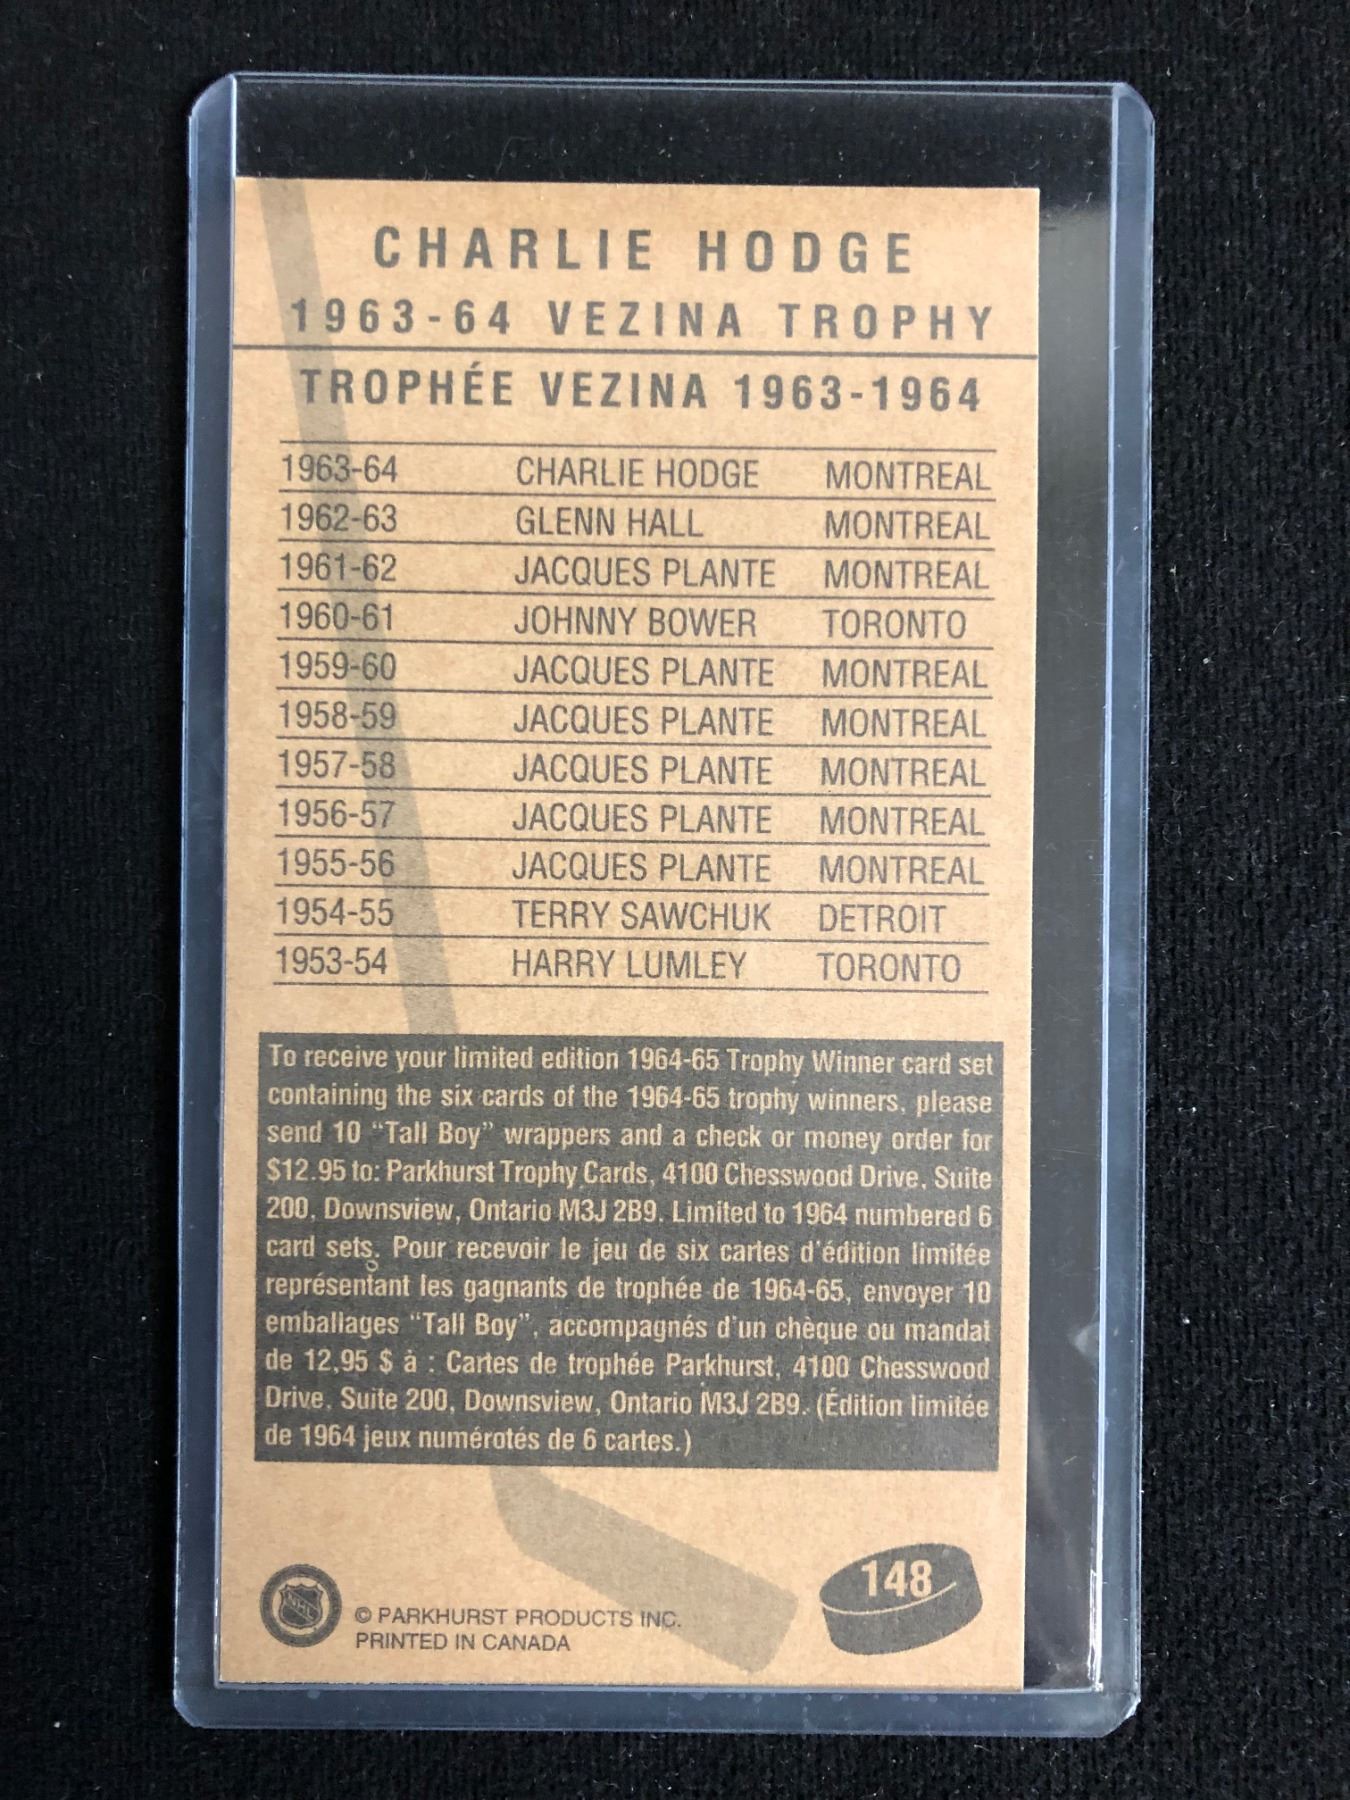 CHARLIE HODGE
1963-64 VEZINA TROPHY
TROPHÉE VEZINA 1963-1964
1963-64 CHARLIE HODGE MONTREAL
1962-63 GLENN HALL MONTREAL
1961-62 JACQUES PLANTE MONTREAL
1960-61 JOHNNY BOWER TORONTO
1959-60 JACQUES PLANTE MONTREAL
1958-59 JACQUES PLANTE MONTREAL
1957-58 JACQUES PLANTE MONTREAL
1956-57 JACQUES PLANTE MONTREAL
1955-56 JACQUES PLANTE MONTREAL
1954-55 TERRY SAWCHUK DETROIT
1953-54 HARRY LUMLEY TORONTO
To receive your limited edition 1964-65 Trophy Winner card set
containing the six cards of the 1964-65 trophy winners, please
send 10 “Tall Boy” wrappers and a check or money order for
$12.95 to: Parkhurst Trophy Cards, 4100 Chesswood Drive, Suite
200, Downsview, Ontario M3J 2B9. Limited to 1964 numbered 6
card sets. Pour recevoir le jeu de six cartes d'édition limitée
représentant les gagnants de trophée de 1964-65, envoyer 10
emballages “Tall Boy”, accompagnés d'un chèque ou mandat
de 12,95 $ à : Cartes de trophée Parkhurst, 4100 Chesswood
Drive, Suite 200, Downsview, Ontario M3J 2B9. (Édition limitée
de 1964 jeux numérotés de 6 cartes.)
148
NHL
© PARKHURST PRODUCTS INC.
PRINTED IN CANADA